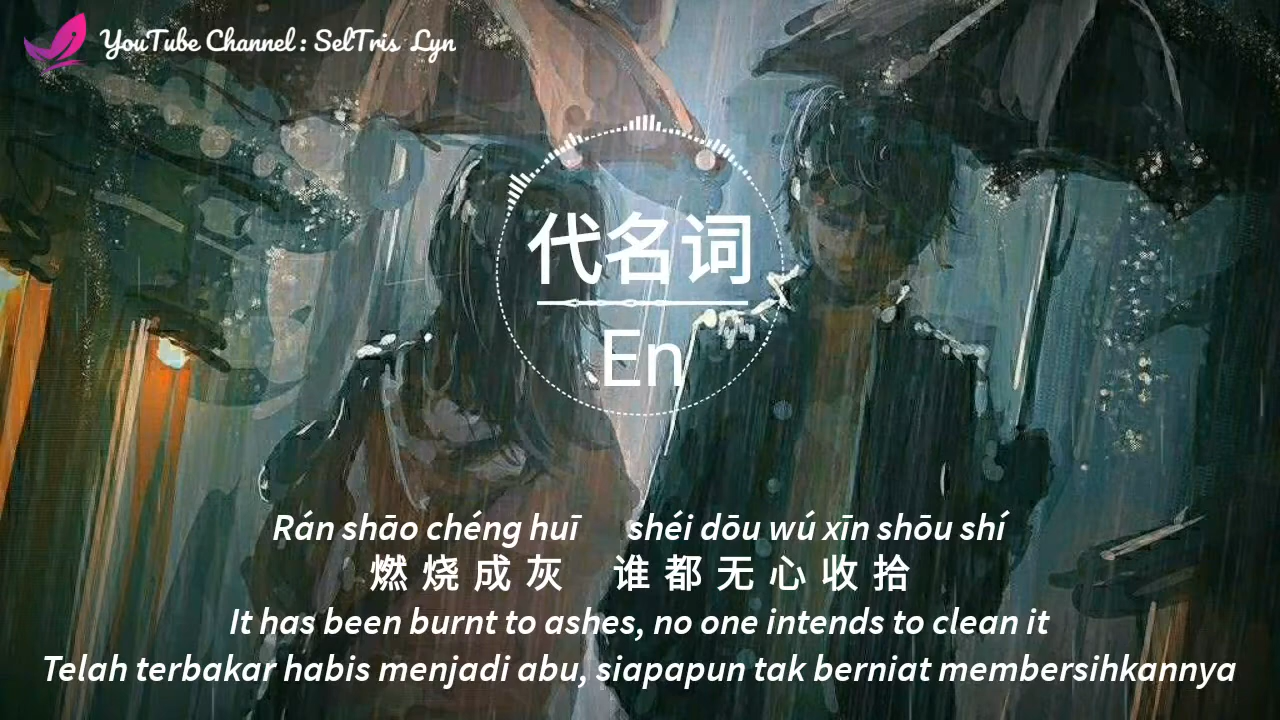 YouTube Channel : SelTris Lyn
代名词
En
Rán shāo chéng huī shéi dōu wú xīn shōu shí
燃烧成灰 谁都无心收拾
It has been burnt to ashes, no one intends to clean it
Telah terbakar habis menjadi abu, siapapun tak berniat membersihkannya